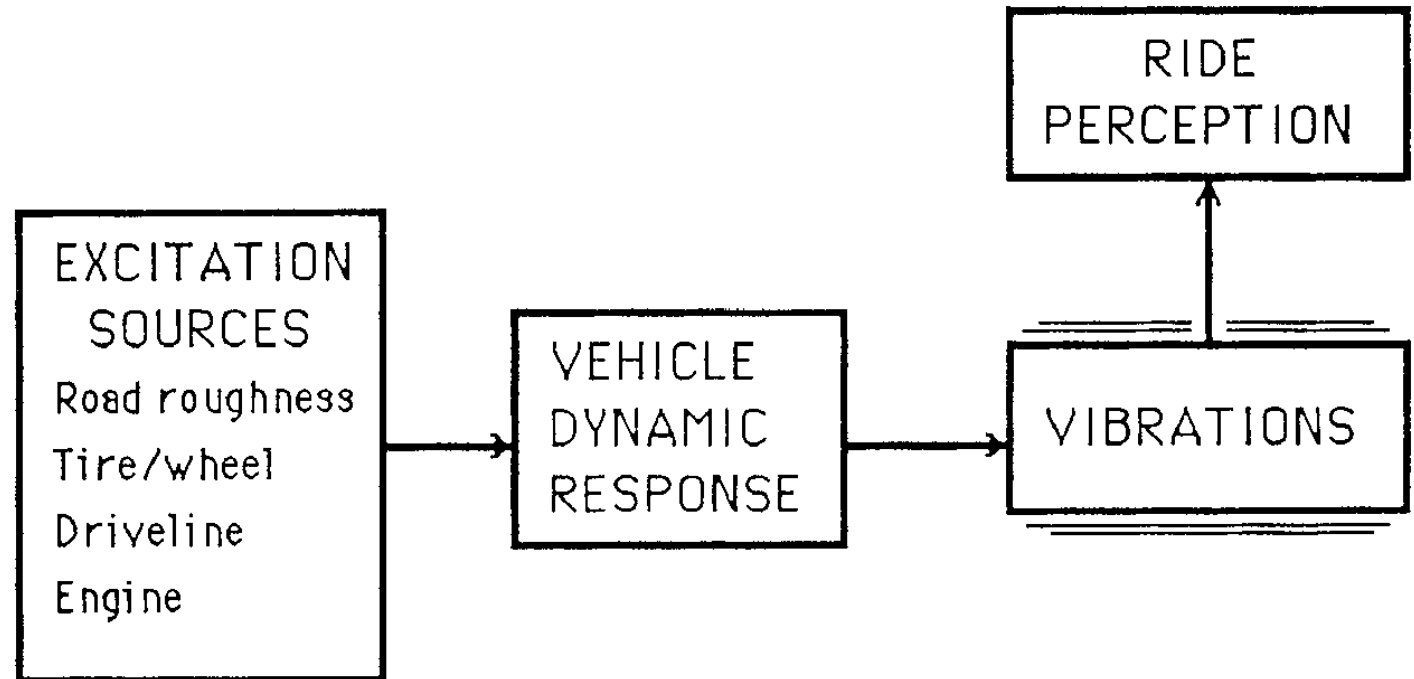 EXCITATION
SOURCES
Road roughness
Tire/wheel
Driveline
Engine
VEHICLE
DYNAMIC
RESPONSE
VIBRATIONS
RIDE
PERCEPTION